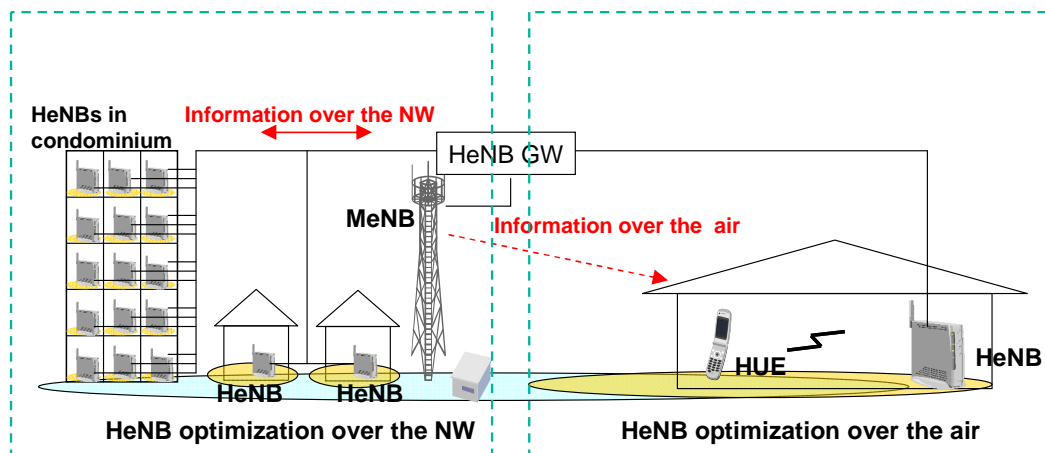 HeNBs in
condominium
Information over the NW
HeNB GW
MeNB
Information over the air
HUE
HeNB
HeNB
HeNB
HeNB optimization over the NW
HeNB optimization over the air